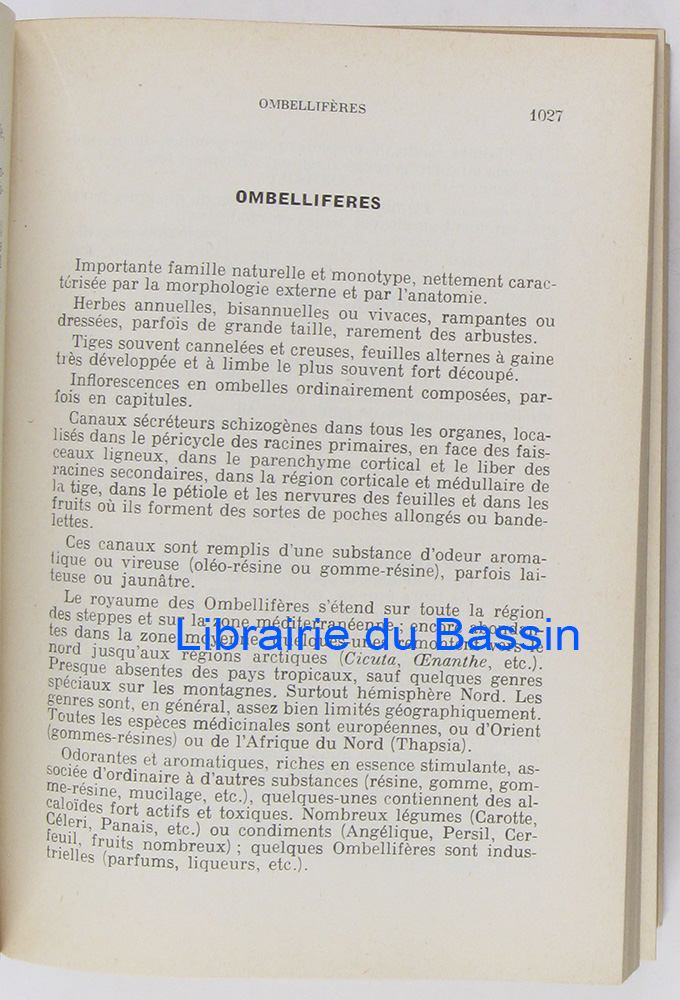 OMBELLIFÈRES
1027
OMBELLIFERES
Importante famille naturelle et monotype, nettement carac-
térisée par la morphologie externe et par l'anatomie.
Herbes annuelles, bisannuelles ou vivaces, rampantes ou
dressées, parfois de grande taille, rarement des arbustes.
Tiges souvent cannelées et creuses, feuilles alternes à gaine
très développée et à limbe le plus souvent fort découpé.
Inflorescences en ombelles ordinairement composées, par-
fois en capitules.
Canaux sécréteurs schizogènes dans tous les organes, loca-
lisés dans le péricycle des racines primaires, en face des fais-
ceaux ligneux, dans le parenchyme cortical et le liber des
racines secondaires, dans la région corticale et médullaire de
la tige, dans le pétiole et les nervures des feuilles et dans les
fruits où ils forment des sortes de poches allongés ou bande-
lettes.
Ces canaux sont remplis d'une substance d'odeur aroma-
tique ou vireuse (oléo-résine ou gomme-résine), parfois lai-
teuse ou jaunâtre.
Le royaume des Ombellifères s'étend sur toute la région
des steppes et sur la zone méditerranéenne ; encore abondan-
tes dans la zone moyenne, quelques-unes remontent vers le
Librairie du Bassin
nord jusqu'aux régions arctiques (Cicuta, Œnanthe, etc.).
Presque absentes des pays tropicaux, sauf quelques genres
spéciaux sur les montagnes. Surtout hémisphère Nord. Les
genres sont, en général, assez bien limités géographiquement.
Toutes les espèces médicinales sont européennes, ou d'Orient
(gommes-résines) ou de l'Afrique du Nord (Thapsia).
Odorantes et aromatiques, riches en essence stimulante, as-
sociée d'ordinaire à d'autres substances (résine, gomme, gom-
me-résine, mucilage, etc.), quelques-unes contiennent des al-
caloïdes fort actifs et toxiques. Nombreux légumes (Carotte,
Céleri, Panais, etc.) ou condiments (Angélique, Persil, Cer-
feuil, fruits nombreux) ; quelques Ombellifères sont indus-
trielles (parfums, liqueurs, etc.).